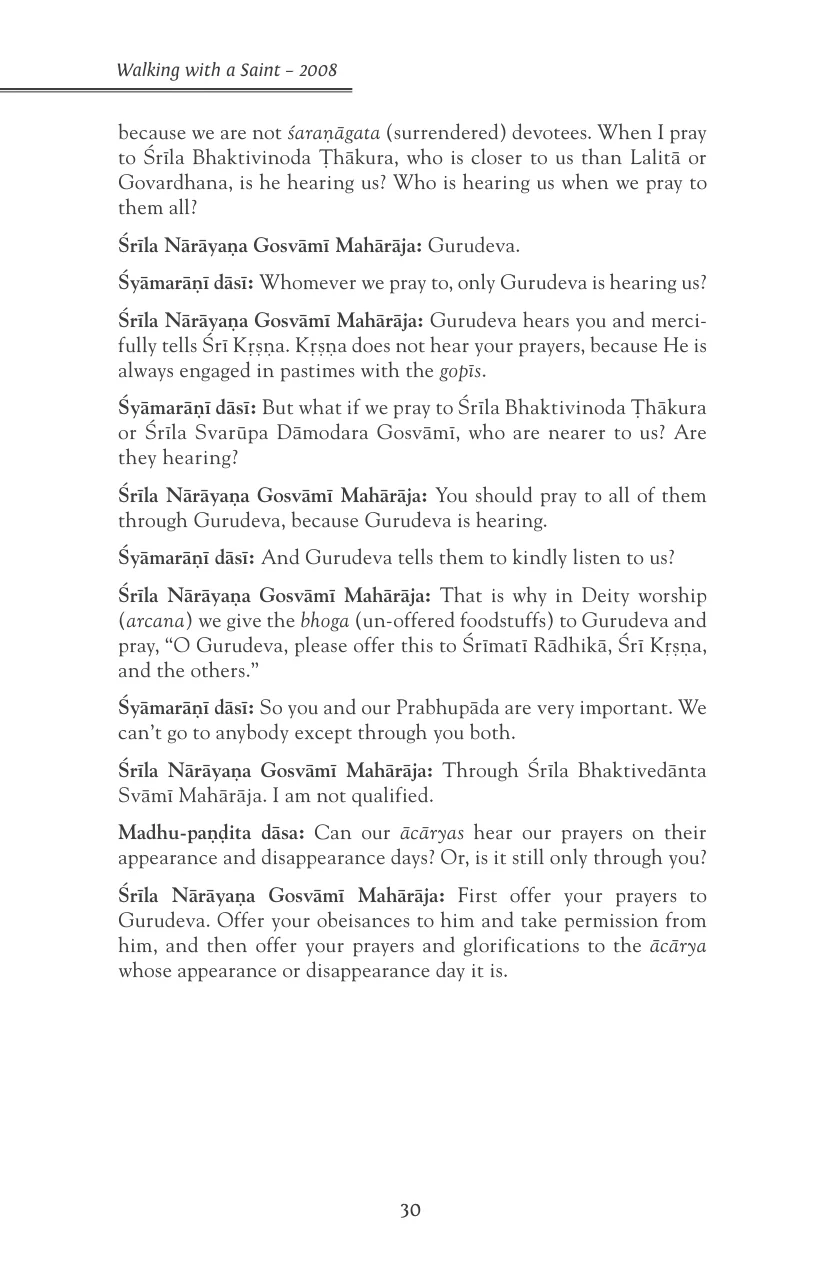 Walking with a Saint – 2008
because we are not śaraṇāgata (surrendered) devotees. When I pray
to Śrīla Bhaktivinoda Ṭhākura, who is closer to us than Lalitā or
Govardhana, is he hearing us? Who is hearing us when we pray to
them all?
Śrīla Nārāyaṇa Gosvāmī Mahārāja: Gurudeva.
Śyāmarāṇī dāsī: Whomever we pray to, only Gurudeva is hearing us?
Śrīla Nārāyaṇa Gosvāmī Mahārāja: Gurudeva hears you and merci-
fully tells Śrī Kṛṣṇa. Kṛṣṇa does not hear your prayers, because He is
always engaged in pastimes with the gopīs.
Śyāmarāṇī dāsī: But what if we pray to Śrīla Bhaktivinoda Ṭhākura
or Śrīla Svarūpa Dāmodara Gosvāmī, who are nearer to us? Are
they hearing?
Śrīla Nārāyaṇa Gosvāmī Mahārāja: You should pray to all of them
through Gurudeva, because Gurudeva is hearing.
Śyāmarāṇī dāsī: And Gurudeva tells them to kindly listen to us?
Śrīla Nārāyaṇa Gosvāmī Mahārāja: That is why in Deity worship
(arcana) we give the bhoga (un-offered foodstuffs) to Gurudeva and
pray, “O Gurudeva, please offer this to Śrīmatī Rādhikā, Śrī Kṛṣṇa,
and the others.”
Śyāmarāṇī dāsī: So you and our Prabhupāda are very important. We
can’t go to anybody except through you both.
Śrīla Nārāyaṇa Gosvāmī Mahārāja: Through Śrīla Bhaktivedānta
Svāmī Mahārāja. I am not qualified.
Madhu-paṇḍita dāsa: Can our ācāryas hear our prayers on their
appearance and disappearance days? Or, is it still only through you?
Śrīla Nārāyaṇa Gosvāmī Mahārāja: First offer your prayers to
Gurudeva. Offer your obeisances to him and take permission from
him, and then offer your prayers and glorifications to the ācārya
whose appearance or disappearance day it is.
30